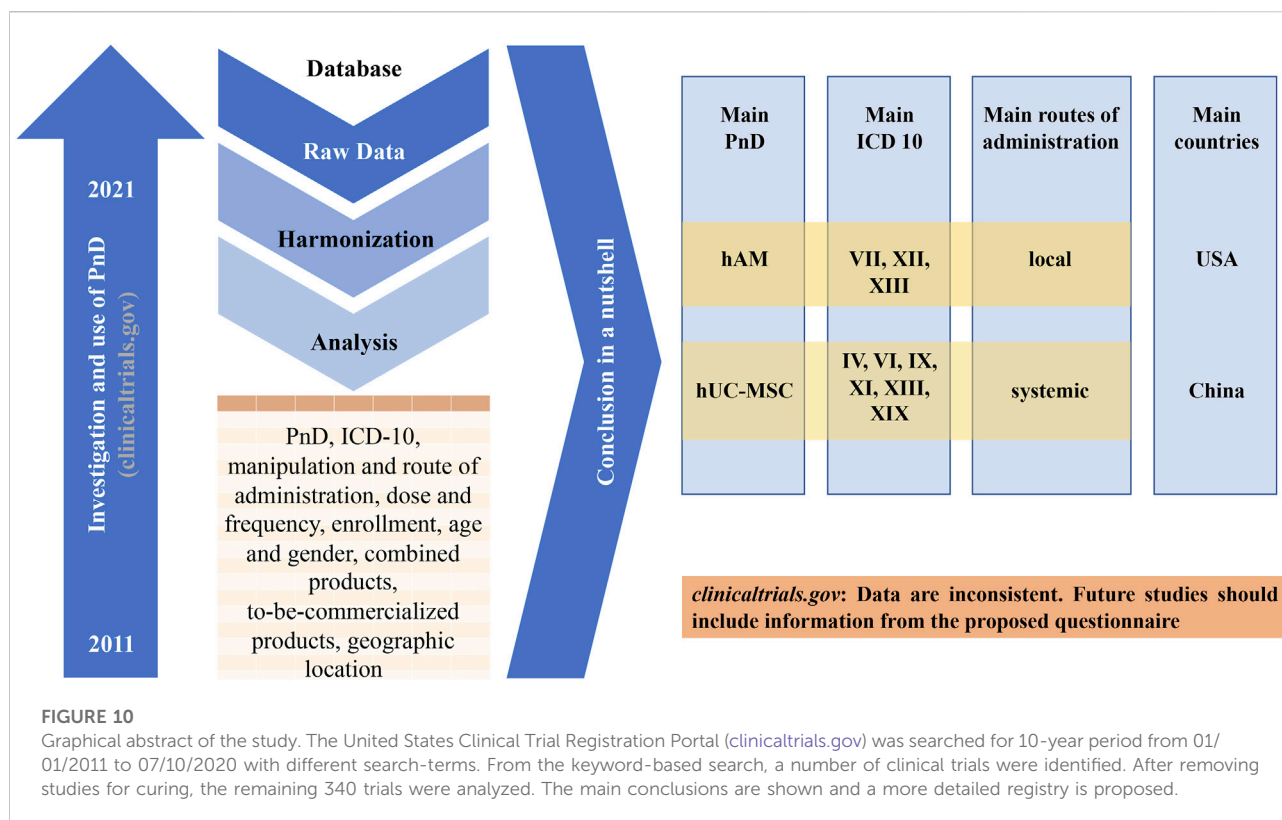 Investigation and use of PnD
(clinicaltrials.gov)
2021
2011
Database
Raw Data
Harmonization
Analysis
PnD, ICD-10,
manipulation and route of
administration, dose and
frequency, enrollment, age
and gender, combined
products,
to-be-commercialized
products, geographic
location
Conclusion in a nutshell
Main
PnD
Main
ICD 10
Main routes of
administration
Main
countries
hAM
VII, XII,
XIII
local
USA
hUC-MSC
IV, VI, IX,
XI, XIII,
XIX
systemic
China
clinicaltrials.gov: Data are inconsistent. Future studies should
include information from the proposed questionnaire
FIGURE 10
Graphical abstract of the study. The United States Clinical Trial Registration Portal (clinicaltrials.gov) was searched for 10-year period from 01/
01/2011 to 07/10/2020 with different search-terms. From the keyword-based search, a number of clinical trials were identified. After removing
studies for curing, the remaining 340 trials were analyzed. The main conclusions are shown and a more detailed registry is proposed.